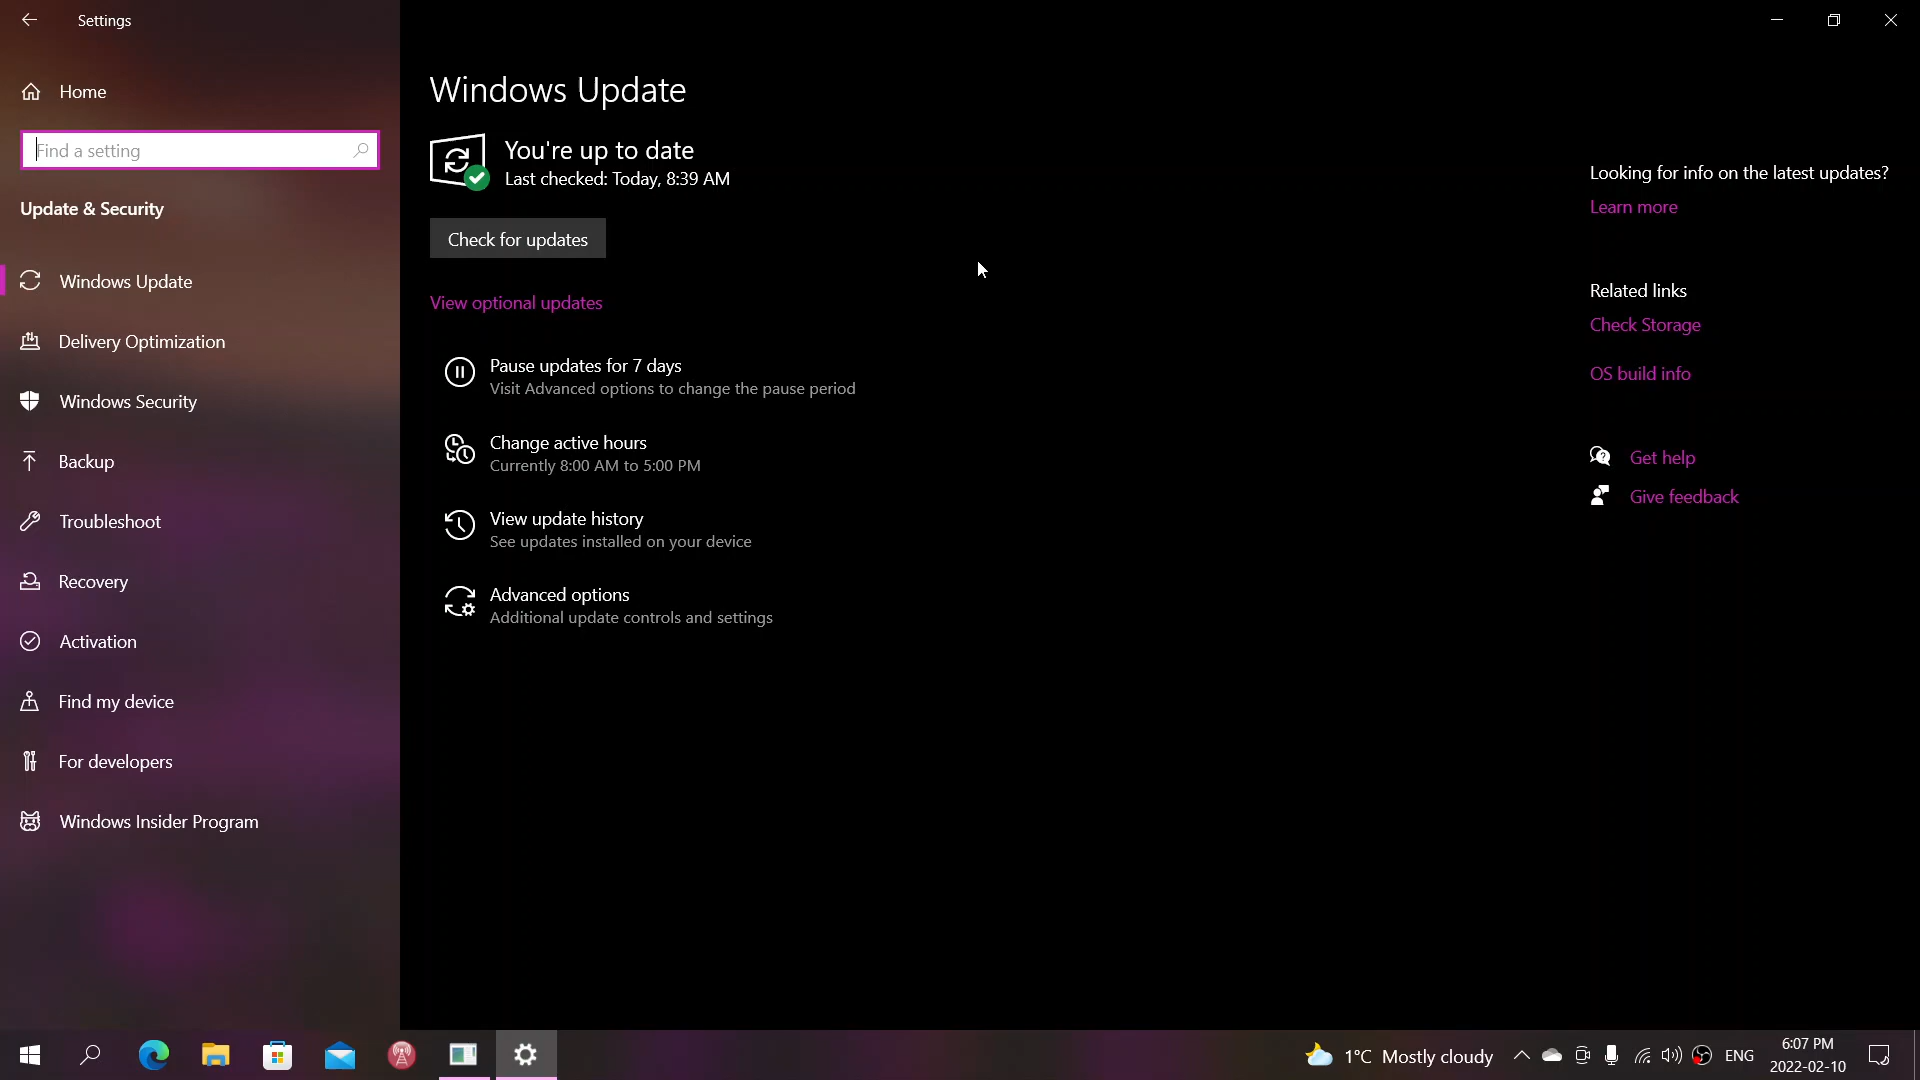 Settings
Home
Find a setting
Update & Security
Windows Update
Delivery Optimization
Windows Security
Backup
Troubleshoot
Recovery
Activation
Find my device
For developers
Windows Insider Program
Windows Update
You're up to date
Last checked: Today, 8:39 AM
Check for updates
View optional updates
Pause updates for 7 days
Visit Advanced options to change the pause period
Change active hours
Currently 8:00 AM to 5:00 PM
View update history
See updates installed on your device
Advanced options
Additional update controls and settings
Looking for info on the latest updates?
Learn more
Related links
Check Storage
OS build info
Get help
Give feedback
1°C Mostly cloudy
ENG
6:07 PM
2022-02-10